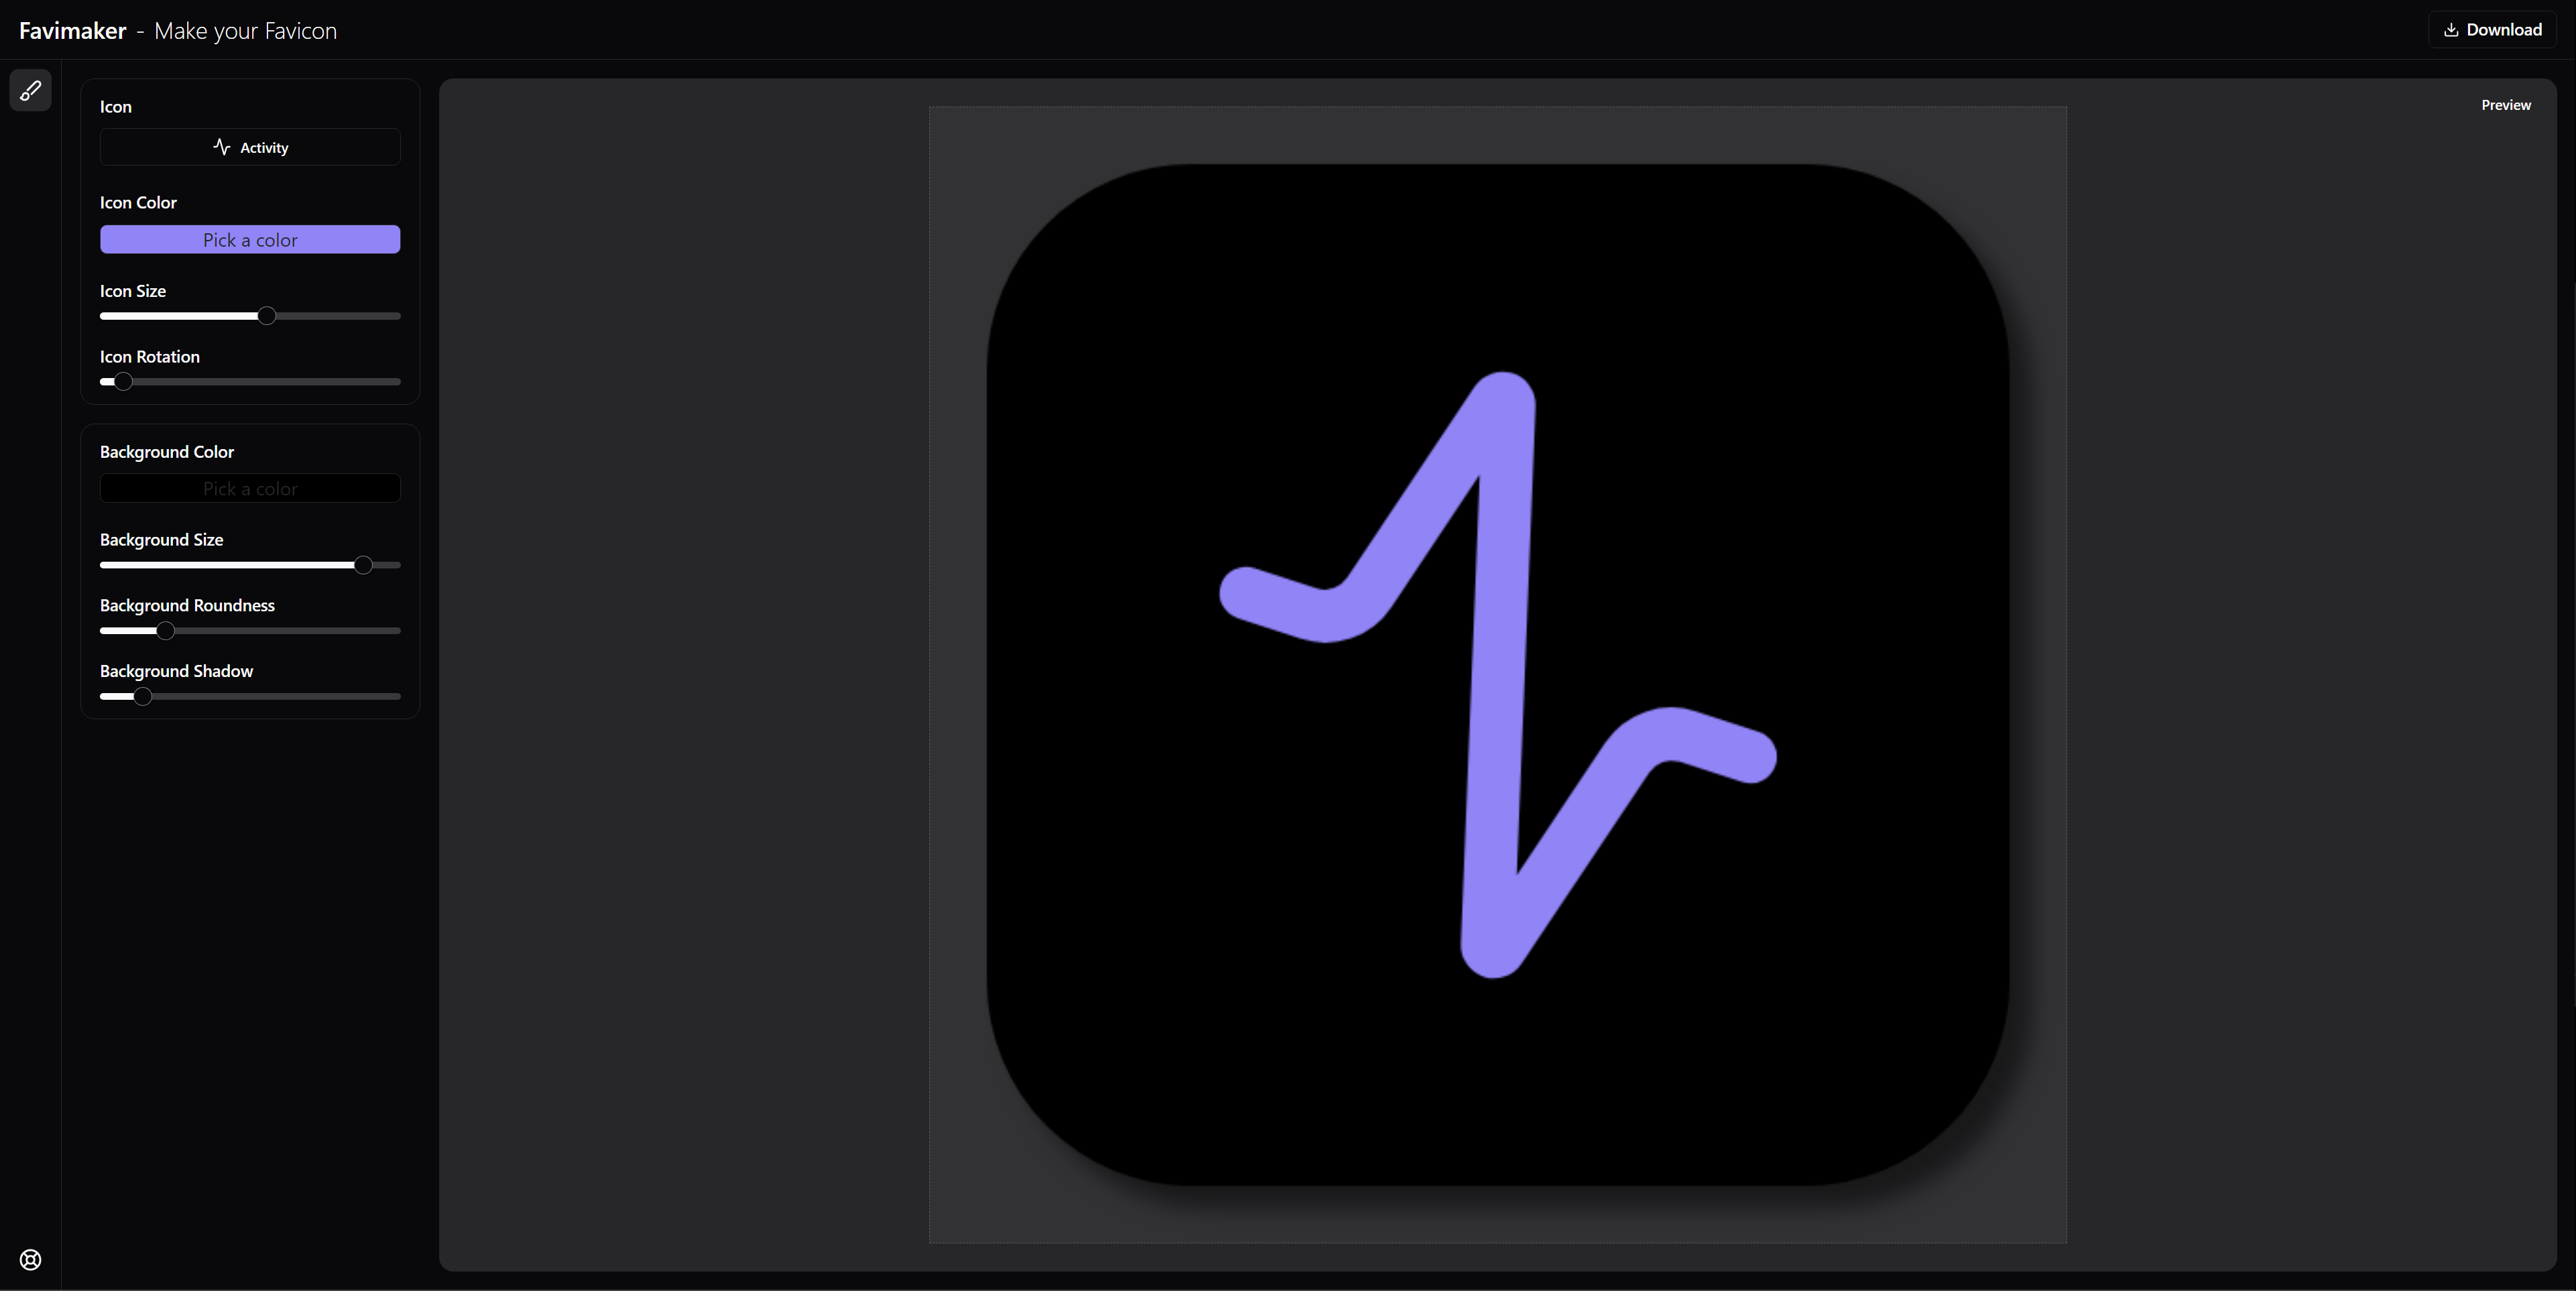 Favimaker - Make your Favicon
Download
Icon
Activity
Icon Color
Pick a color
Icon Size
Icon Rotation
Background Color
Pick a color
Background Size
Background Roundness
Background Shadow
Preview